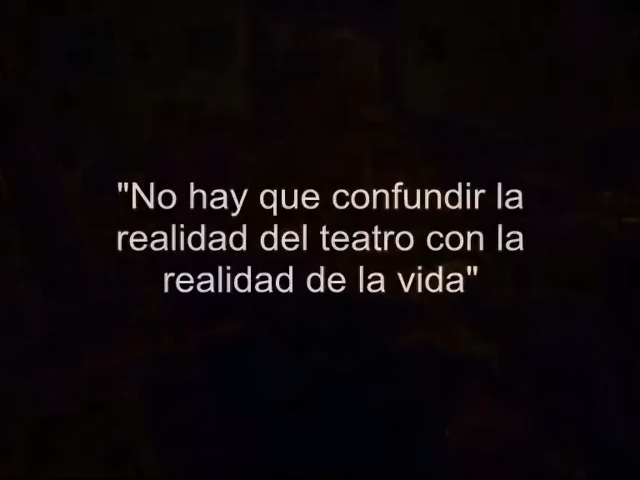 "No hay que confundir la
realidad del teatro con la
realidad de la vida"